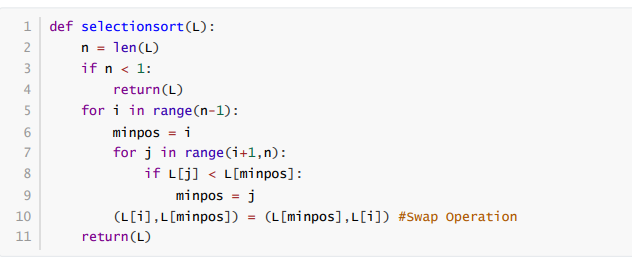 1 def selectionsort(L):
2     n = len(L)
3     if n < 1:
4         return(L)
5     for i in range(n-1):
6         minpos = i
7         for j in range(i+1,n):
8             if L[j] < L[minpos]:
9                 minpos = j
10         (L[i],L[minpos]) = (L[minpos],L[i]) #Swap Operation
11     return(L)